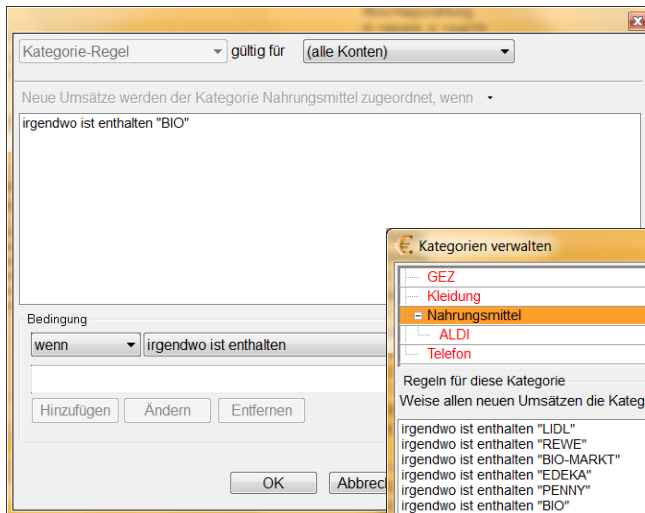 Kategorie-Regel gültig für (alle Konten)
Neue Umsätze werden der Kategorie Nahrungsmittel zugeordnet, wenn
irgendwo ist enthalten "BIO"
Bedingung
wenn irgendwo ist enthalten
Hinzufügen Ändern Entfernen
OK Abbrec
Kategorien verwalten
GEZ
Kleidung
Nahrungsmittel
ALDI
Telefon
Regeln für diese Kategorie
Weise allen neuen Umsätzen die Kateg
irgendwo ist enthalten "LIDL"
irgendwo ist enthalten "REWE"
irgendwo ist enthalten "BIO-MARKT"
irgendwo ist enthalten "EDEKA"
irgendwo ist enthalten "PENNY"
irgendwo ist enthalten "BIO"